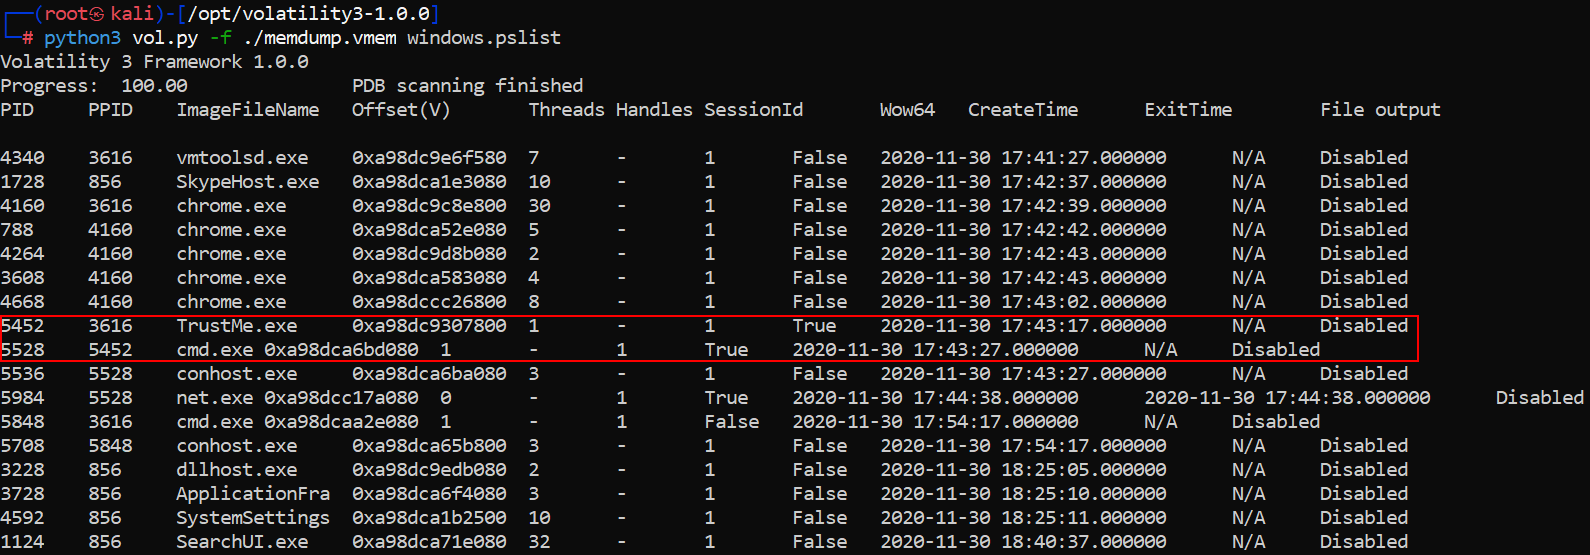 ┌──(root㉿kali)-[/opt/volatility3-1.0.0]
└─# python3 vol.py -f ./memdump.vmem windows.pslist
Volatility 3 Framework 1.0.0
Progress:  100.00               PDB scanning finished
PID     PPID    ImageFileName   Offset(V)       Threads Handles SessionId       Wow64   CreateTime      ExitTime        File output
4340    3616    vmtoolsd.exe    0xa98dc9e6f580  7       -       1       False   2020-11-30 17:41:27.000000      N/A     Disabled
1728    856     SkypeHost.exe   0xa98dca1e3080  10      -       1       False   2020-11-30 17:42:37.000000      N/A     Disabled
4160    3616    chrome.exe      0xa98dc9c8e800  30      -       1       False   2020-11-30 17:42:39.000000      N/A     Disabled
788     4160    chrome.exe      0xa98dca52e080  5       -       1       False   2020-11-30 17:42:42.000000      N/A     Disabled
4264    4160    chrome.exe      0xa98dc9d8b080  2       -       1       False   2020-11-30 17:42:43.000000      N/A     Disabled
3608    4160    chrome.exe      0xa98dca583080  4       -       1       False   2020-11-30 17:42:43.000000      N/A     Disabled
4668    4160    chrome.exe      0xa98dccc26800  8       -       1       False   2020-11-30 17:43:02.000000      N/A     Disabled
5452    3616    TrustMe.exe     0xa98dc9307800  1       -       1       True    2020-11-30 17:43:17.000000      N/A     Disabled
5528    5452    cmd.exe 0xa98dca6bd080  1       -       1       True    2020-11-30 17:43:27.000000      N/A     Disabled
5536    5528    conhost.exe     0xa98dca6ba080  3       -       1       False   2020-11-30 17:43:27.000000      N/A     Disabled
5984    5528    net.exe 0xa98dcc17a080  0       -       1       True    2020-11-30 17:44:38.000000      2020-11-30 17:44:38.000000      Disabled
5848    3616    cmd.exe 0xa98dcaa2e080  1       -       1       False   2020-11-30 17:54:17.000000      N/A     Disabled
5708    5848    conhost.exe     0xa98dca65b800  3       -       1       False   2020-11-30 17:54:17.000000      N/A     Disabled
3228    856     dllhost.exe     0xa98dc9edb080  2       -       1       False   2020-11-30 18:25:05.000000      N/A     Disabled
3728    856     ApplicationFra  0xa98dca6f4080  3       -       1       False   2020-11-30 18:25:10.000000      N/A     Disabled
4592    856     SystemSettings  0xa98dca1b2500  10      -       1       False   2020-11-30 18:25:11.000000      N/A     Disabled
1124    856     SearchUI.exe    0xa98dca71e080  32      -       1       False   2020-11-30 18:40:37.000000      N/A     Disabled